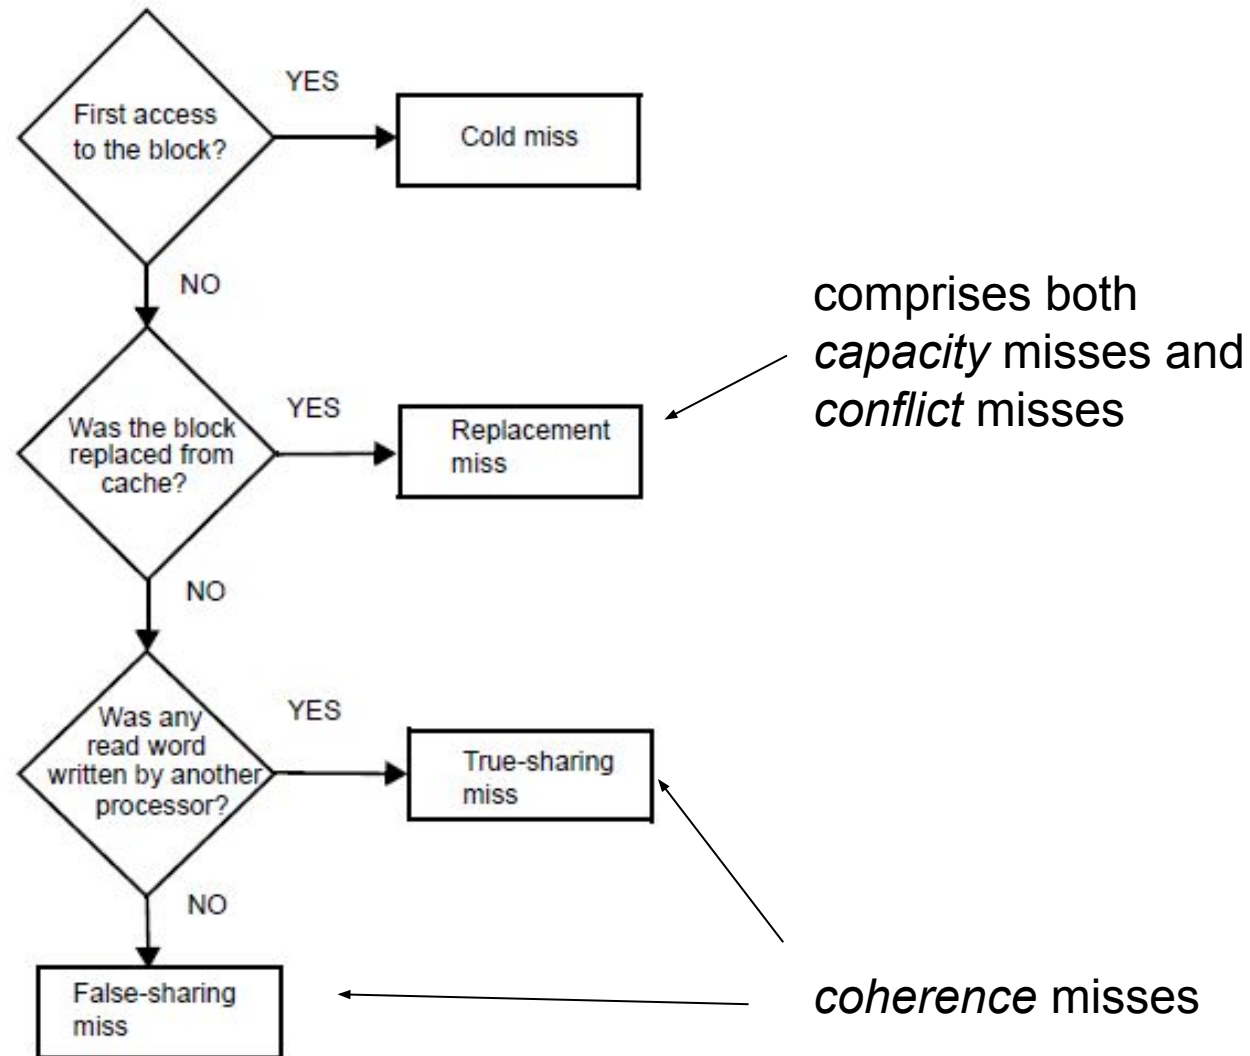 First access
to the block?
YES
Cold miss
NO
Was the block
replaced from
cache?
YES
Replacement
miss
comprises both
capacity misses and
conflict misses
NO
Was any
read word
written by another
processor?
YES
True-sharing
miss
NO
False-sharing
miss
coherence misses